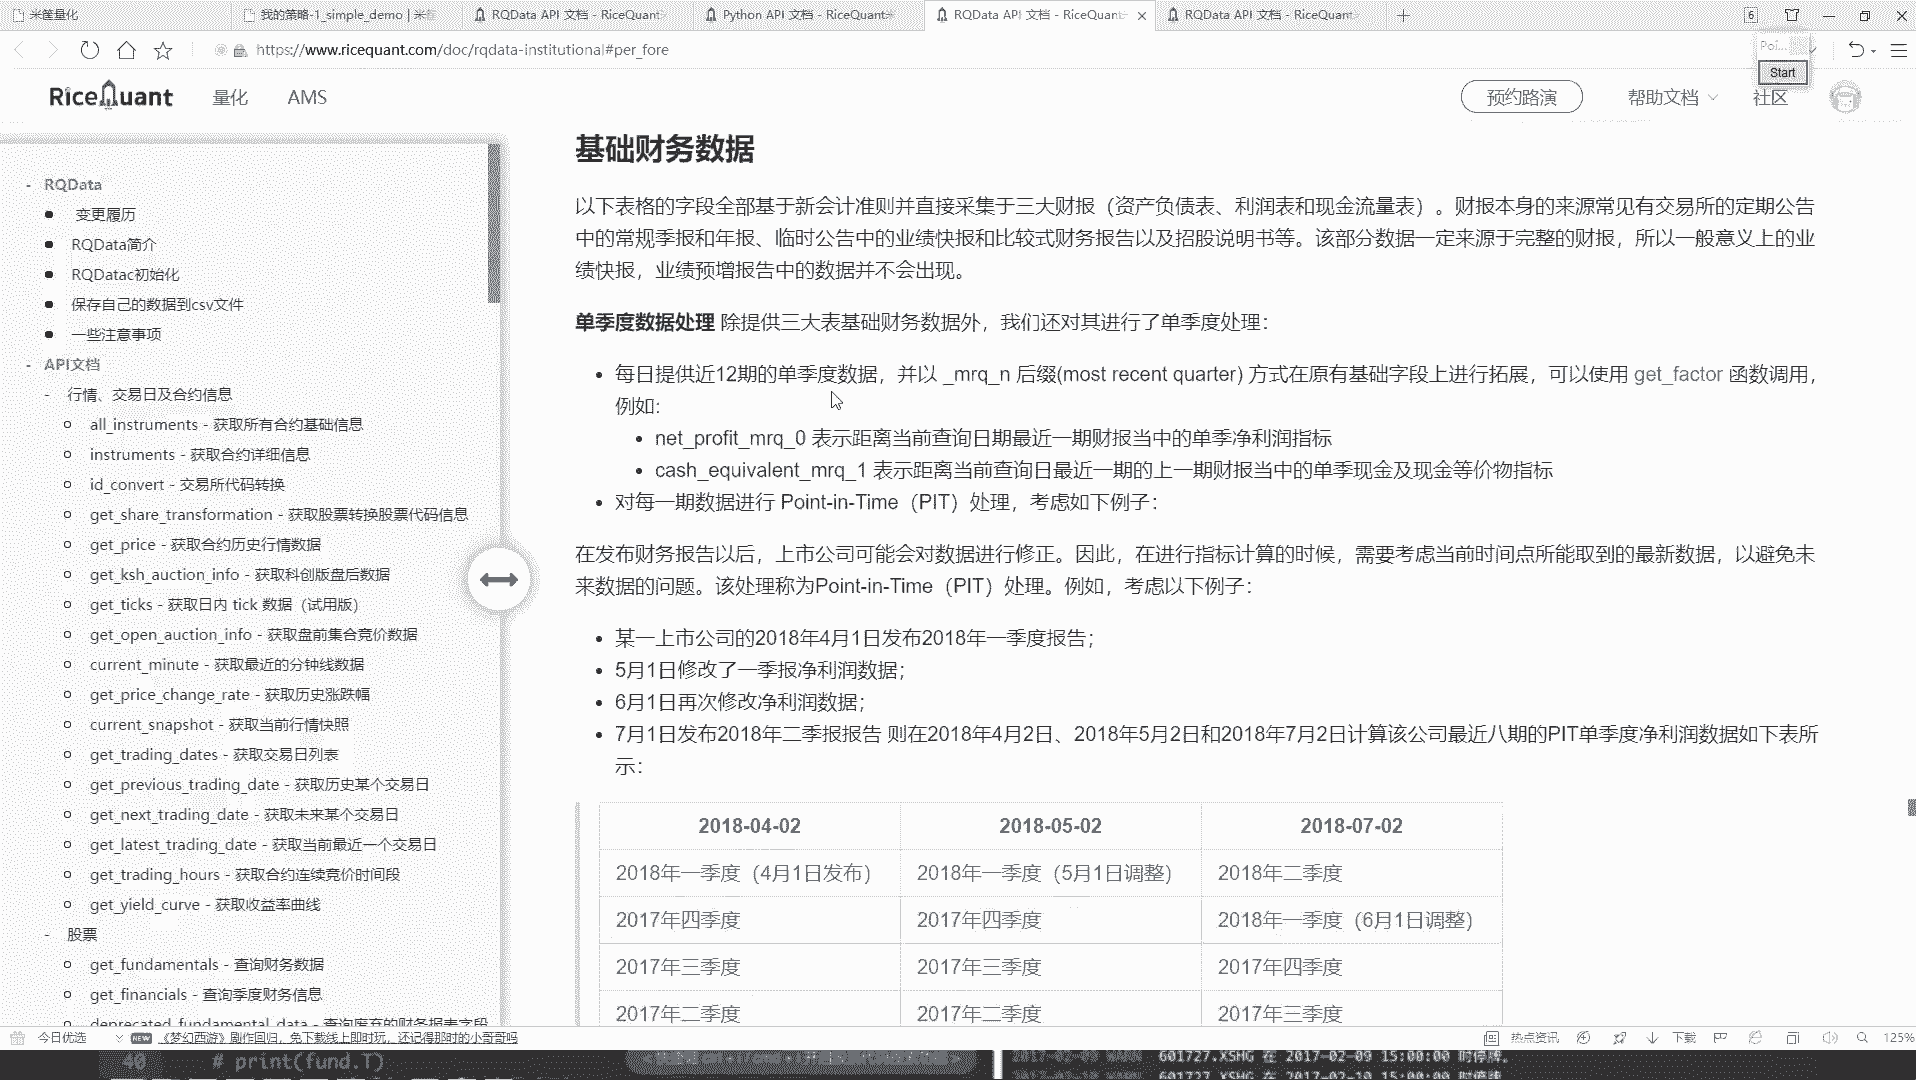 米筐量化
我的策略-1_simple_demo | 米筐
RQData API 文档 - RiceQuant
Python API 文档 - RiceQuant米
RQData API 文档 - RiceQuant
RQData API 文档 - RiceQuant
6
https://www.ricequant.com/doc/rqdata-institutional#per_fore
Poi...
Start
RiceQuant
量化
AMS
预约路演
帮助文档
社区
- RQData
变更履历
RQData简介
RQDatac初始化
保存自己的数据到csv文件
一些注意事项
- API文档
- 行情、交易日及合约信息
all_instruments - 获取所有合约基础信息
instruments - 获取合约详细信息
id_convert - 交易所代码转换
get_share_transformation - 获取股票转换股票代码信息
get_price - 获取合约历史行情数据
get_ksh_auction_info - 获取科创版盘后数据
get_ticks - 获取日内 tick 数据（试用版）
get_open_auction_info - 获取盘前集合竞价数据
current_minute - 获取最近的分钟线数据
get_price_change_rate - 获取历史涨跌幅
current_snapshot - 获取当前行情快照
get_trading_dates - 获取交易日列表
get_previous_trading_date - 获取历史某个交易日
get_next_trading_date - 获取未来某个交易日
get_latest_trading_date - 获取当前最近一个交易日
get_trading_hours - 获取合约连续竞价时间段
get_yield_curve - 获取收益率曲线
- 股票
get_fundamentals - 查询财务数据
get_financials - 查询季度财务信息
deprecated_fundamental_data - 查询废弃的财务报表字段
基础财务数据
以下表格的字段全部基于新会计准则并直接采集于三大财报（资产负债表、利润表和现金流量表）。财报本身的来源常见有交易所的定期公告
中的常规季报和年报、临时公告中的业绩快报和比较式财务报告以及招股说明书等。该部分数据一定来源于完整的财报，所以一般意义上的业
绩快报，业绩预增报告中的数据并不会出现。
单季度数据处理 除提供三大表基础财务数据外，我们还对其进行了单季度处理：
每日提供近12期的单季度数据，并以 _mrq_n 后缀(most recent quarter) 方式在原有基础字段上进行拓展，可以使用 get_factor 函数调用，
例如:
net_profit_mrq_0 表示距离当前查询日期最近一期财报当中的单季净利润指标
cash_equivalent_mrq_1 表示距离当前查询日最近一期的上一期财报当中的单季现金及现金等价物指标
对每一期数据进行 Point-in-Time（PIT）处理，考虑如下例子：
在发布财务报告以后，上市公司可能会对数据进行修正。因此，在进行指标计算的时候，需要考虑当前时间点所能取到的最新数据，以避免未
来数据的问题。该处理称为Point-in-Time（PIT）处理。例如，考虑以下例子：
某一上市公司的2018年4月1日发布2018年一季度报告；
5月1日修改了一季报净利润数据；
6月1日再次修改净利润数据；
7月1日发布2018年二季报报告 则在2018年4月2日、2018年5月2日和2018年7月2日计算该公司最近八期的PIT单季度净利润数据如下表所
示：
2018-04-02 2018-05-02 2018-07-02
2018年一季度（4月1日发布） 2018年一季度（5月1日调整） 2018年二季度
2017年四季度 2017年四季度 2018年一季度（6月1日调整）
2017年三季度 2017年三季度 2017年四季度
2017年二季度 2017年二季度 2017年三季度
今日优选
NEW 《梦幻西游》剧作回归，免下载线上即时玩，还记得那时的小哥哥吗
热点资讯
下载
125%
40 # print(fund.T)
2017-02-09 WARN 601727.XSHG 在 2017-02-09 15:00:00 时停牌。
2017-02-10 WARN 601727.XSHG 在 2017-02-10 15:00:00 时停牌。